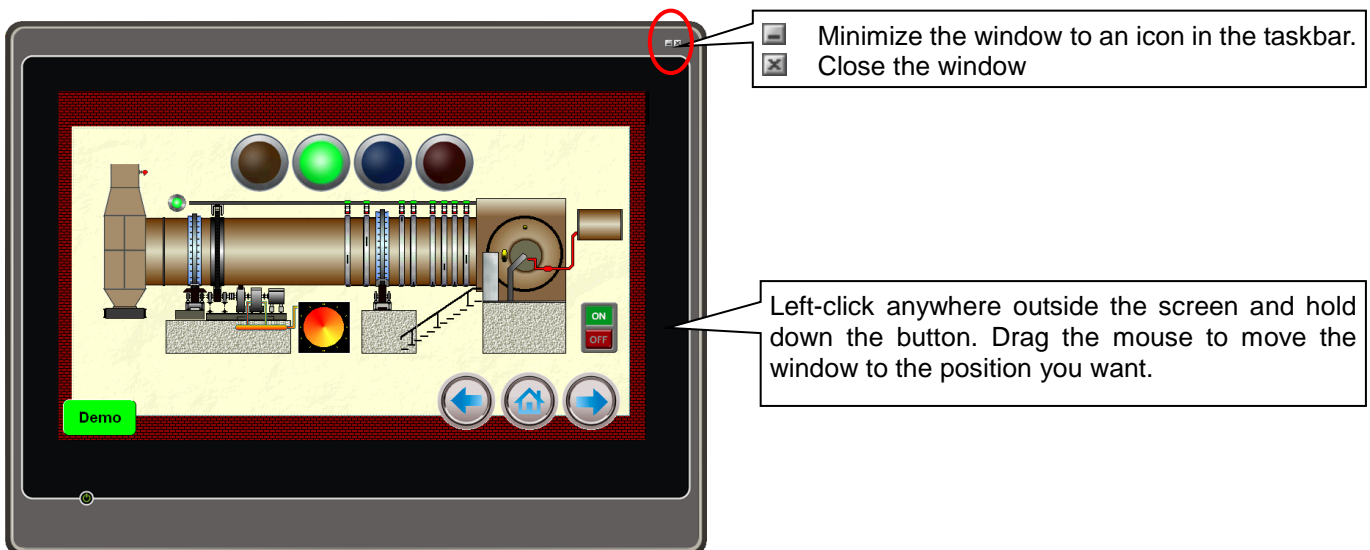 Minimize the window to an icon in the taskbar.
Close the window
ON
OFF
Left-click anywhere outside the screen and hold
down the button. Drag the mouse to move the
window to the position you want.
Demo